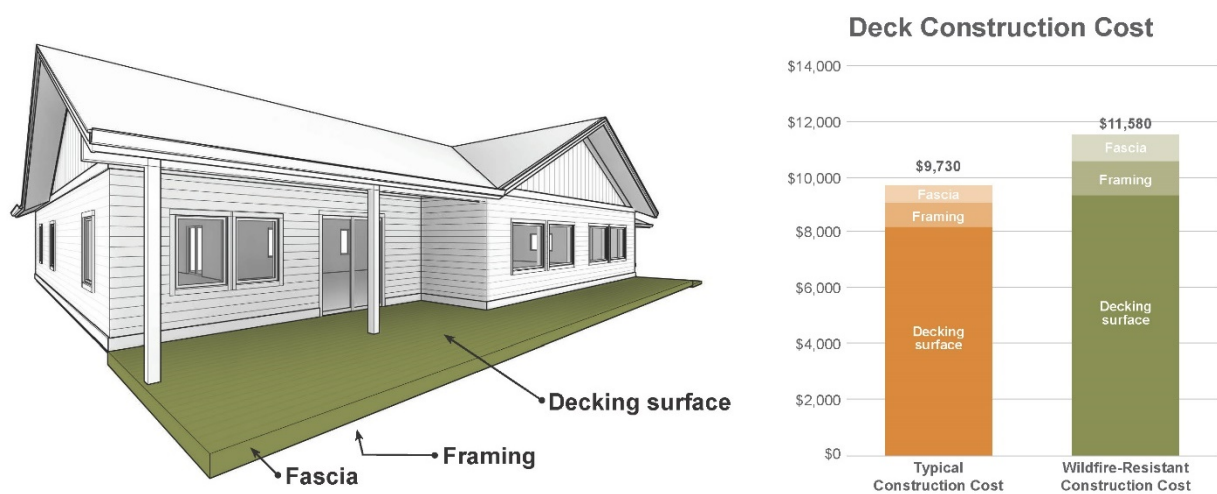 Decking surface
Framing
Fascia
Deck Construction Cost
$14,000
$12,000
$10,000
$8,000
$6,000
$4,000
$2,000
$0
$9,730
Fascia
Framing
Decking
surface
$11,580
Fascia
Framing
Decking
surface
Typical
Construction Cost
Wildfire-Resistant
Construction Cost